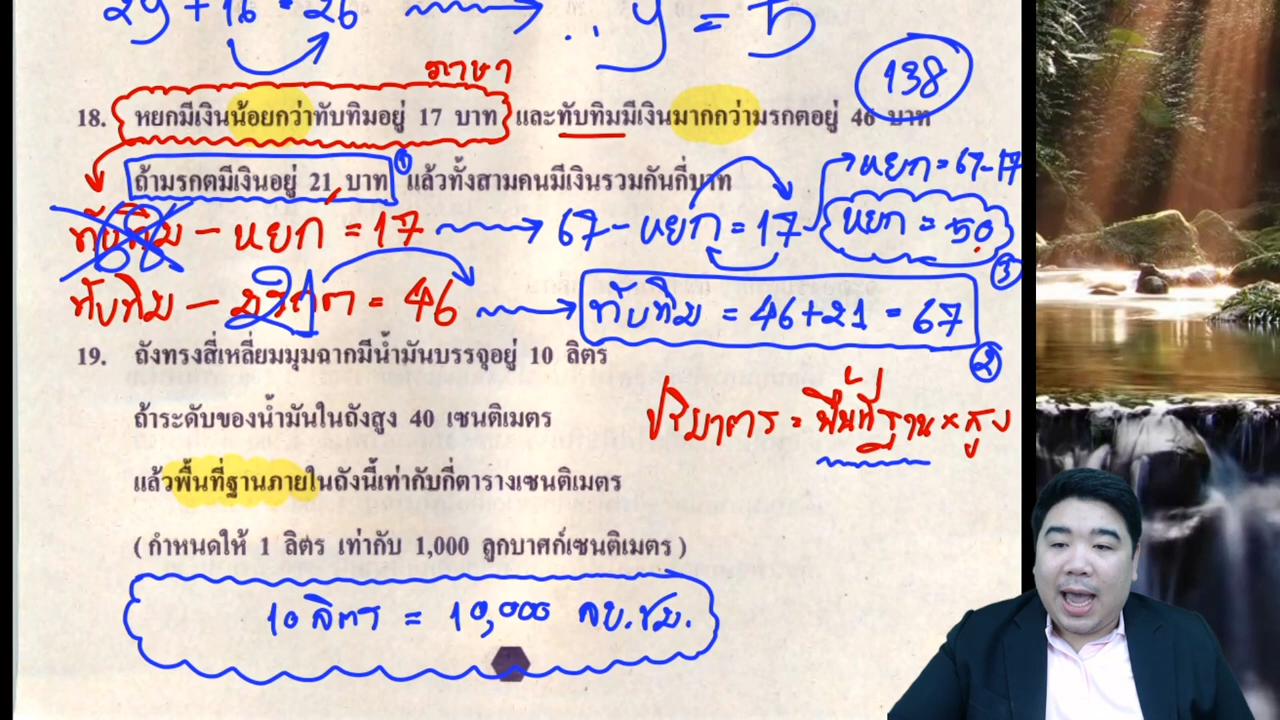 2y + 16 = 26 ∴ y = 5
ภาษา
138
18. หยกมีเงินน้อยกว่าทับทิมอยู่ 17 บาท และทับทิมมีเงินมากกว่ามรกตอยู่ 46 บาท
ถ้ามรกตมีเงินอยู่ 21 บาท แล้วทั้งสามคนมีเงินรวมกันกี่บาท
① หยก = 67-17
ทับทิม - หยก = 17 67 - หยก = 17 หยก = 50 ③
ทับทิม - มรกต = 46 ทับทิม = 46+21 = 67 ②
19. ถังทรงสี่เหลี่ยมมุมฉากมีน้ำมันบรรจุอยู่ 10 ลิตร
ถ้าระดับของน้ำมันในถังสูง 40 เซนติเมตร
ปริมาตร = พื้นที่ฐาน × สูง
แล้วพื้นที่ฐานภายในถังนี้เท่ากับกี่ตารางเซนติเมตร
(กำหนดให้ 1 ลิตร เท่ากับ 1,000 ลูกบาศก์เซนติเมตร)
10 ลิตร = 10,000 ลบ.ซม.